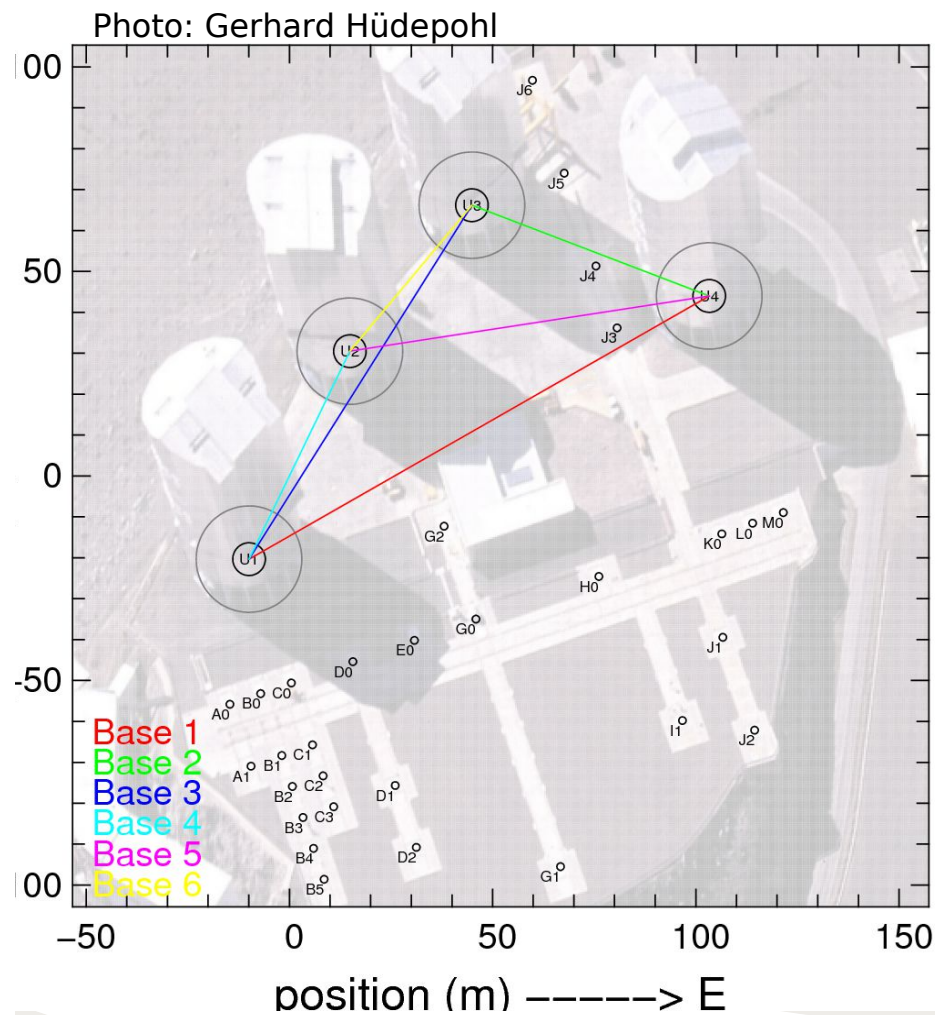 Photo: Gerhard Hüdepohl
00
J6
J5
U3
50
J4
U4
J3
U2
0
M0
L0
K0
G2
U1
H0
G0
J1
E0
D0
-50
C0
B0
A0
I1
J2
Base 1
C1
B1
A1
Base 2
C2
B2
D1
Base 3
C3
B3
Base 4
B4
D2
Base 5
G1
B5
Base 6
00
−50 0 50 100 150
position (m) −−−−−> E